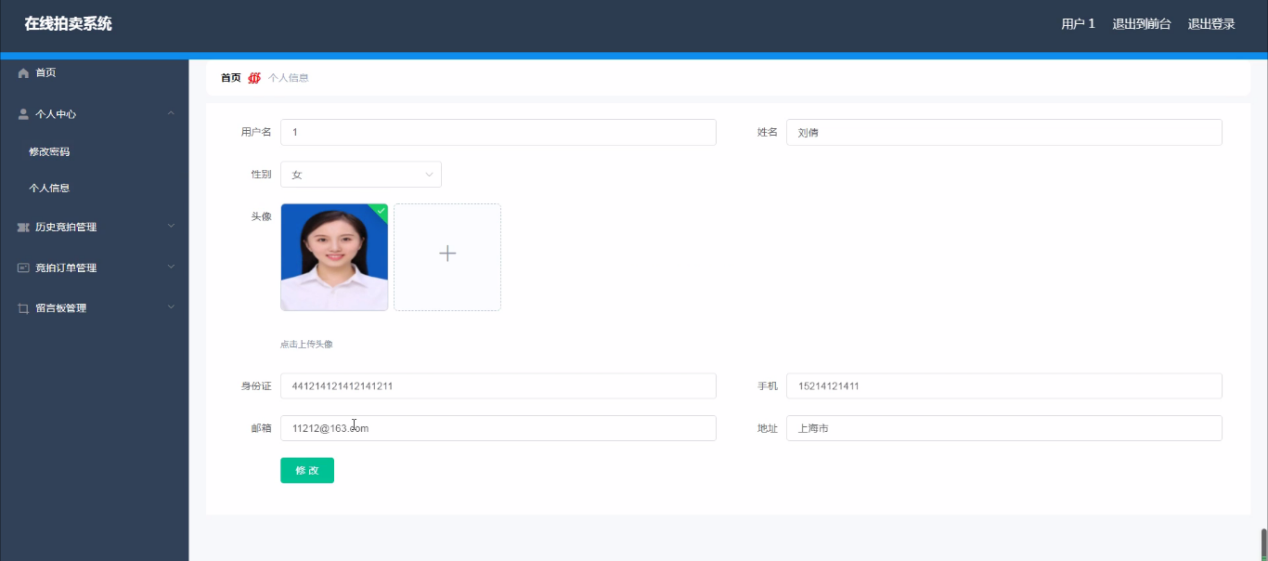 在线拍卖系统
用户 1 退出到前台 退出登录
首页
个人中心
修改密码
个人信息
历史竞拍管理
竞拍订单管理
留言板管理
首页 个人信息
用户名 1 姓名 刘倩
性别 女
头像
点击上传头像
身份证 441214121412141211 手机 15214121411
邮箱 11212@163.com 地址 上海市
修改